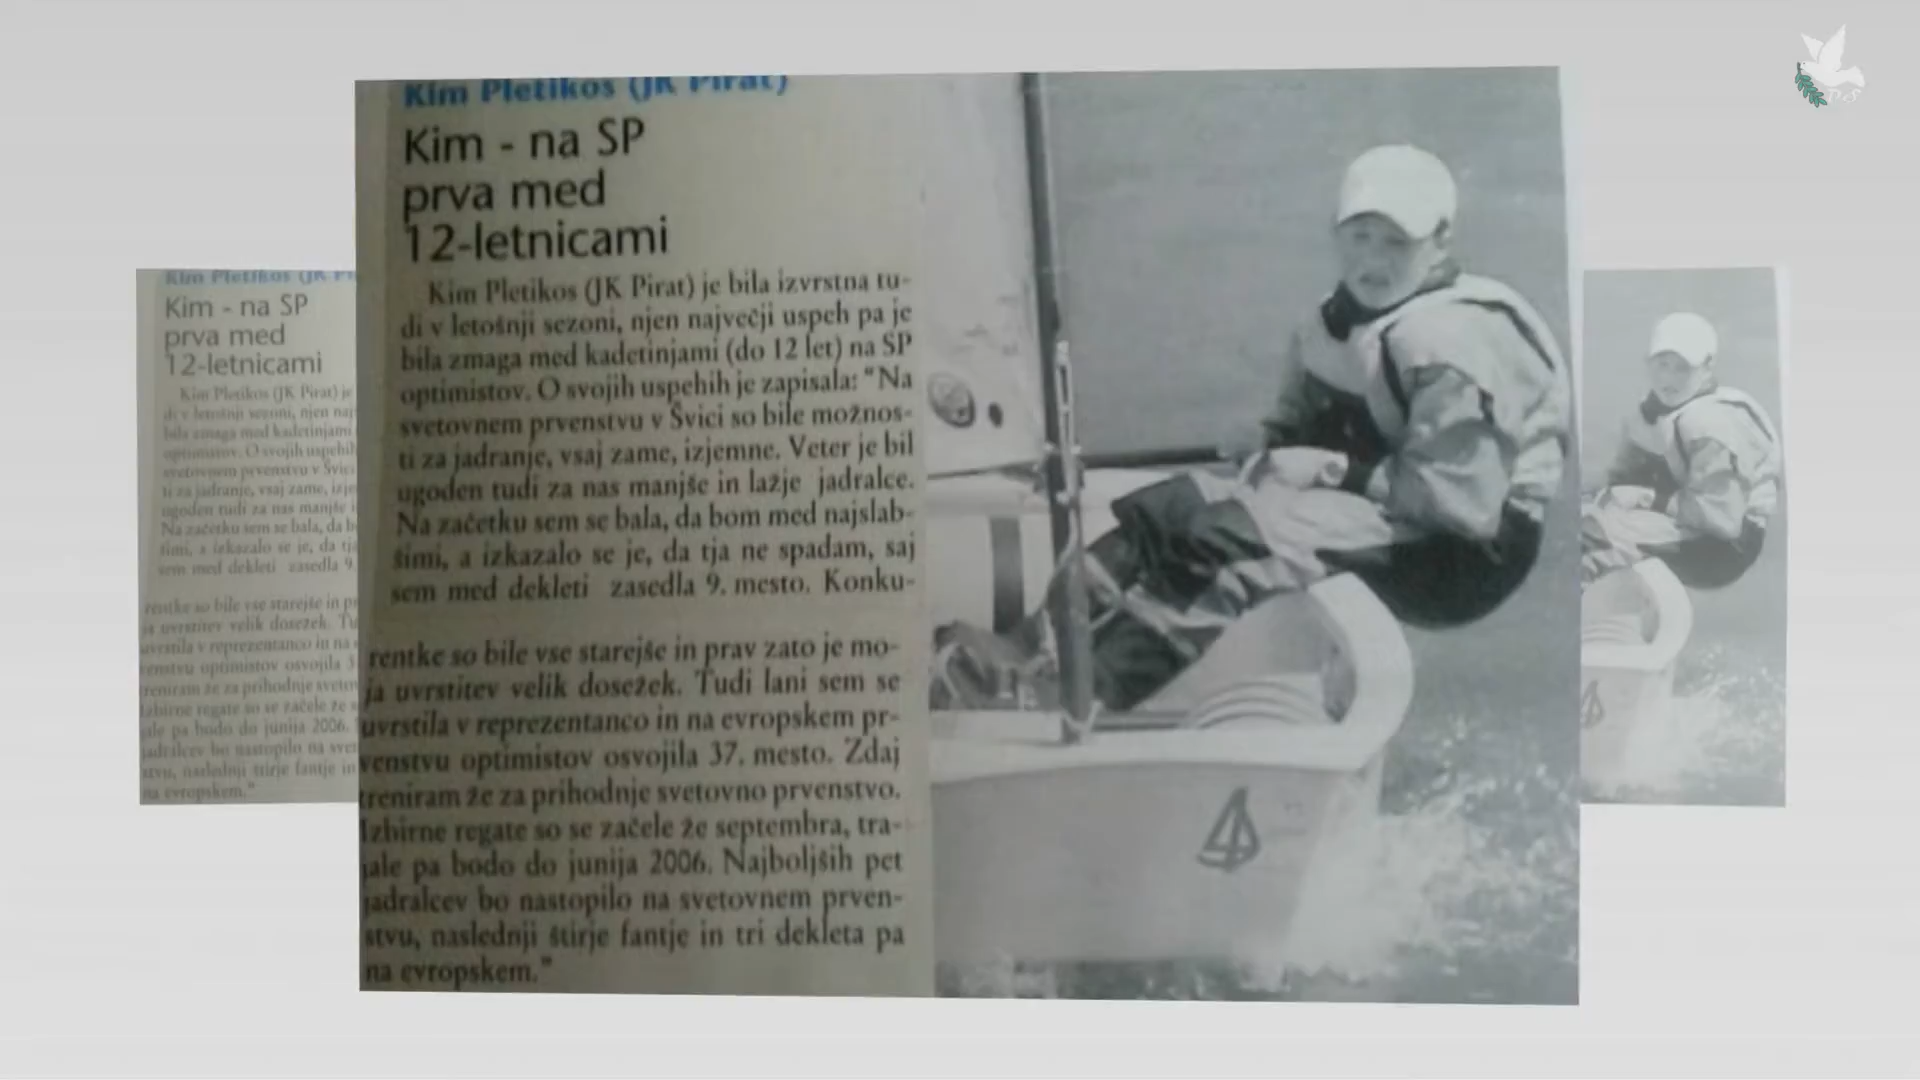 Kim Pletikos (JK Pirat)
Kim - na SP
prva med
12-letnicami
Kim Pletikos (JK Pirat) je bila izvrstna tu-
di v letošnji sezoni, njen največji uspeh pa je
bila zmaga med kadetinjami (do 12 let) na SP
optimistov. O svojih uspehih je zapisala: "Na
svetovnem prvenstvu v Švici so bile možnos-
ti za jadranje, vsaj zame, izjemne. Veter je bil
ugoden tudi za nas manjše in lažje jadralce.
Na začetku sem se bala, da bom med najslab-
šimi, a izkazalo se je, da tja ne spadam, saj
sem med dekleti zasedla 9. mesto. Konku-
rentke so bile vse starejše in prav zato je mo-
ja uvrstitev velik dosežek. Tudi lani sem se
uvrstila v reprezentanco in na evropskem pr-
venstvu optimistov osvojila 37. mesto. Zdaj
treniram že za prihodnje svetovno prvenstvo.
Izbirne regate so se začele že septembra, tra-
jale pa bodo do junija 2006. Najboljših pet
jadralcev bo nastopilo na svetovnem prven-
stvu, naslednji štirje fantje in tri dekleta pa
na evropskem."